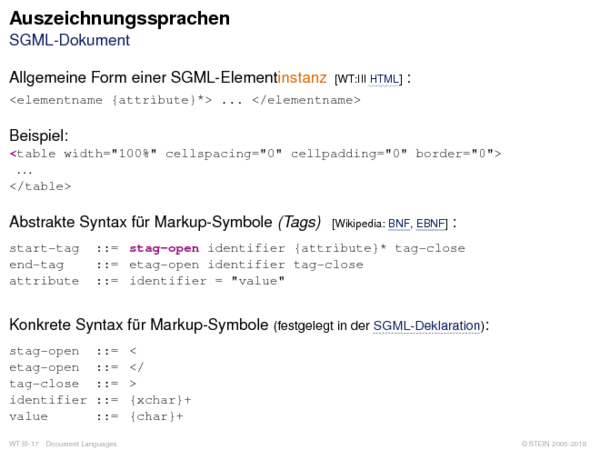 Auszeichnungssprachen
SGML-Dokument
Allgemeine Form einer SGML-Elementinstanz [WT:III HTML] :
<elementname {attribute}*> ... </elementname>
Beispiel:
<table width="100%" cellspacing="0" cellpadding="0" border="0">
...
</table>
Abstrakte Syntax für Markup-Symbole (Tags) [Wikipedia: BNF, EBNF] :
start-tag ::= stag-open identifier {attribute}* tag-close
end-tag ::= etag-open identifier tag-close
attribute ::= identifier = "value"
Konkrete Syntax für Markup-Symbole (festgelegt in der SGML-Deklaration):
stag-open ::= <
etag-open ::= </
tag-close ::= >
identifier ::= {xchar}+
value ::= {char}+
WT:III-17 Document Languages © STEIN 2005-2018